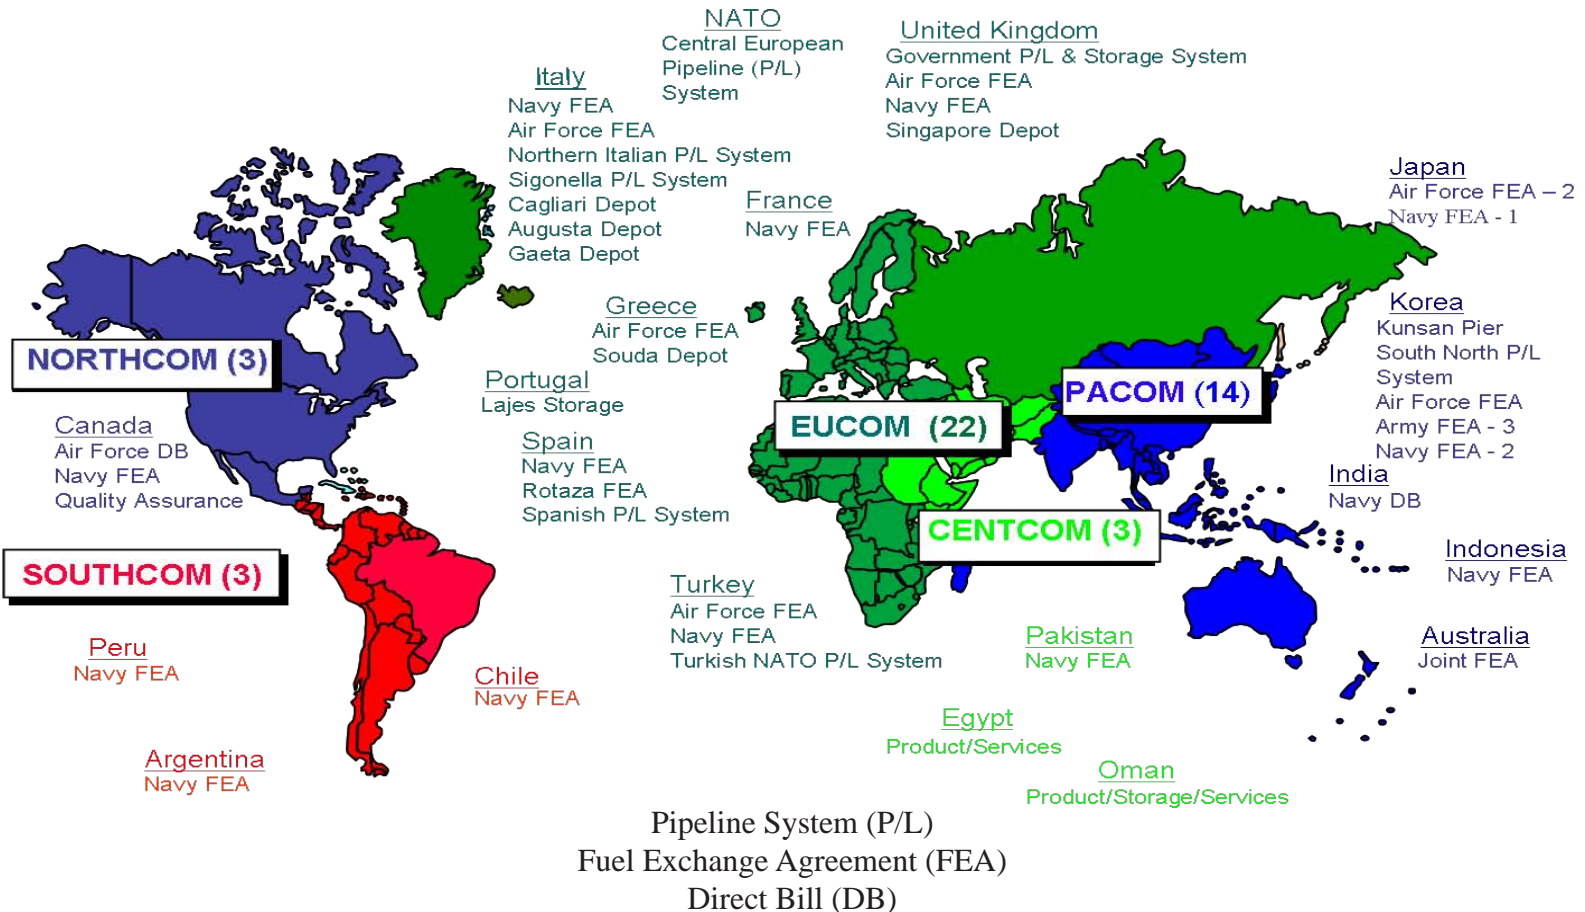 NATO
Central European
Pipeline (P/L)
System
United Kingdom
Government P/L & Storage System
Air Force FEA
Navy FEA
Singapore Depot
Italy
Navy FEA
Air Force FEA
Northern Italian P/L System
Sigonella P/L System
Cagliari Depot
Augusta Depot
Gaeta Depot
France
Navy FEA
Japan
Air Force FEA – 2
Navy FEA - 1
Greece
Air Force FEA
Souda Depot
Korea
Kunsan Pier
South North P/L
System
Air Force FEA
Army FEA - 3
Navy FEA - 2
NORTHCOM (3)
Portugal
Lajes Storage
PACOM (14)
EUCOM (22)
Canada
Air Force DB
Navy FEA
Quality Assurance
Spain
Navy FEA
Rotaza FEA
Spanish P/L System
India
Navy DB
CENTCOM (3)
Indonesia
Navy FEA
SOUTHCOM (3)
Turkey
Air Force FEA
Navy FEA
Turkish NATO P/L System
Pakistan
Navy FEA
Australia
Joint FEA
Peru
Navy FEA
Chile
Navy FEA
Egypt
Product/Services
Argentina
Navy FEA
Oman
Product/Storage/Services
Pipeline System (P/L)
Fuel Exchange Agreement (FEA)
Direct Bill (DB)